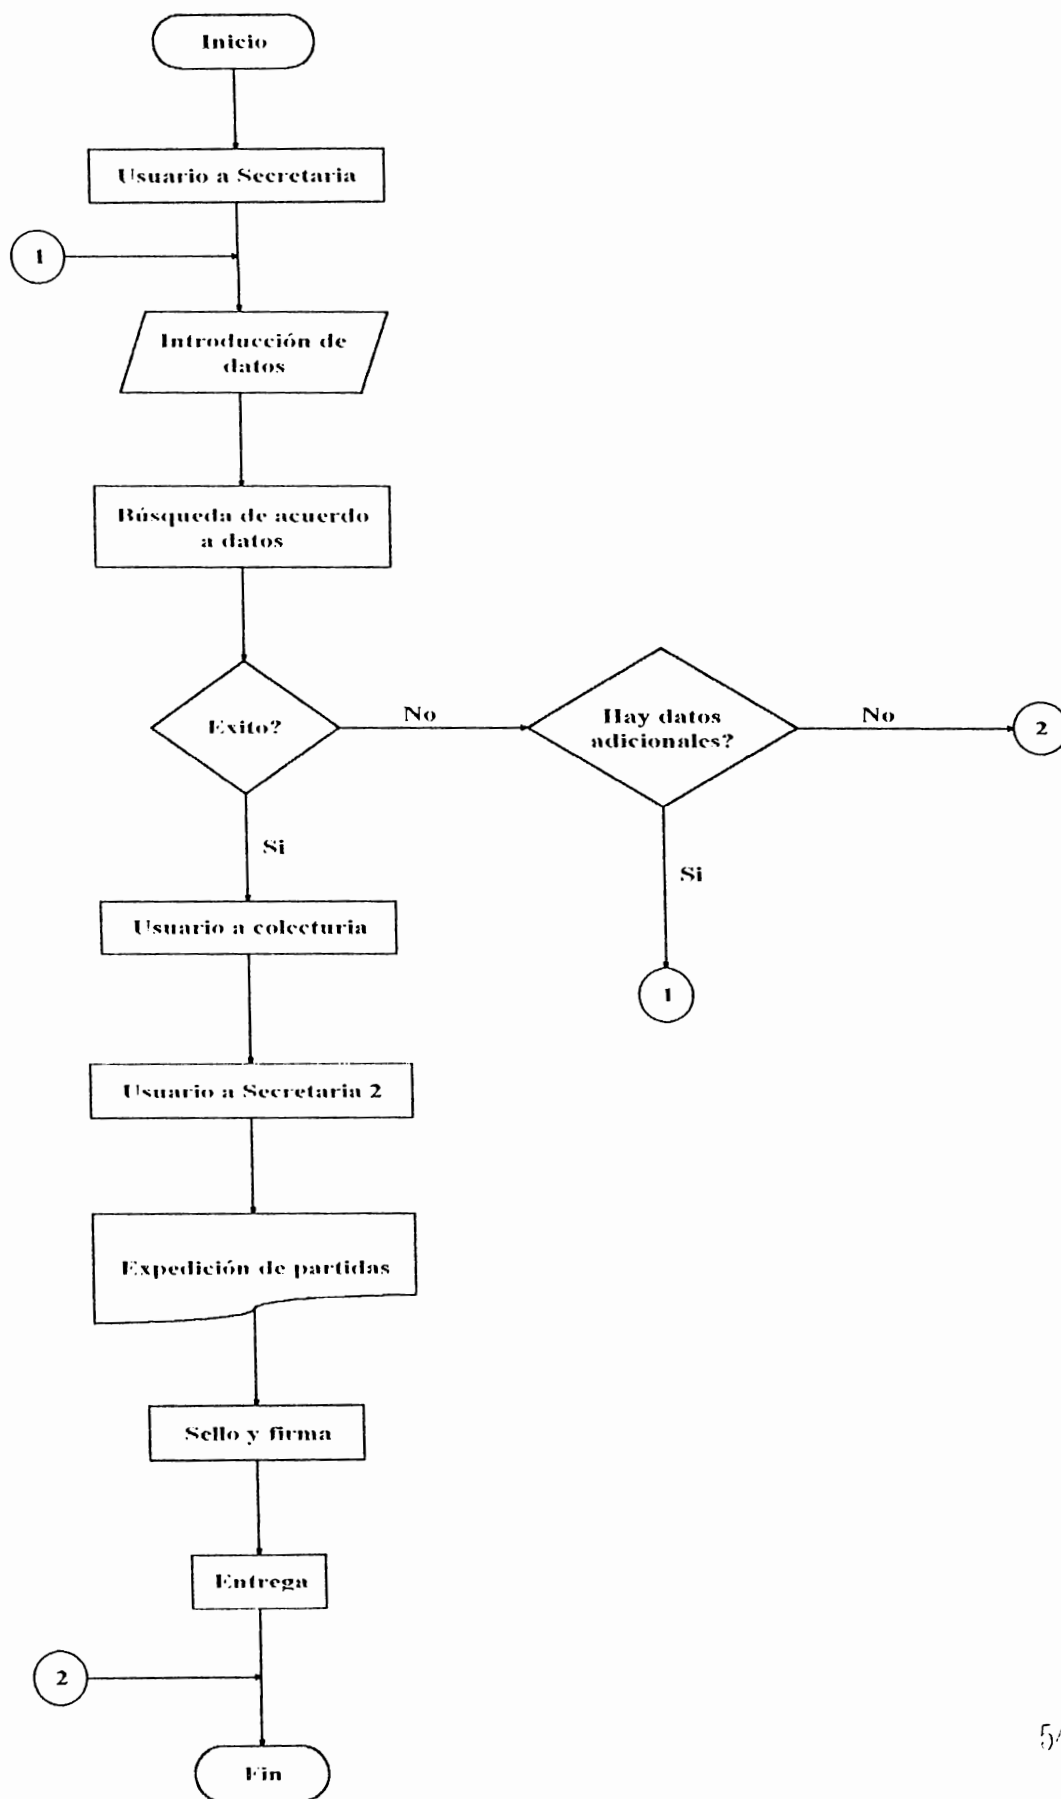 Inicio
Usuario a Secretaria
1
Introducción de
datos
Búsqueda de acuerdo
a datos
Exito?
No
Hay datos
adicionales?
No
2
Si
Si
Usuario a colecturia
1
Usuario a Secretaria 2
Expedición de partidas
Sello y firma
Entrega
2
Fin